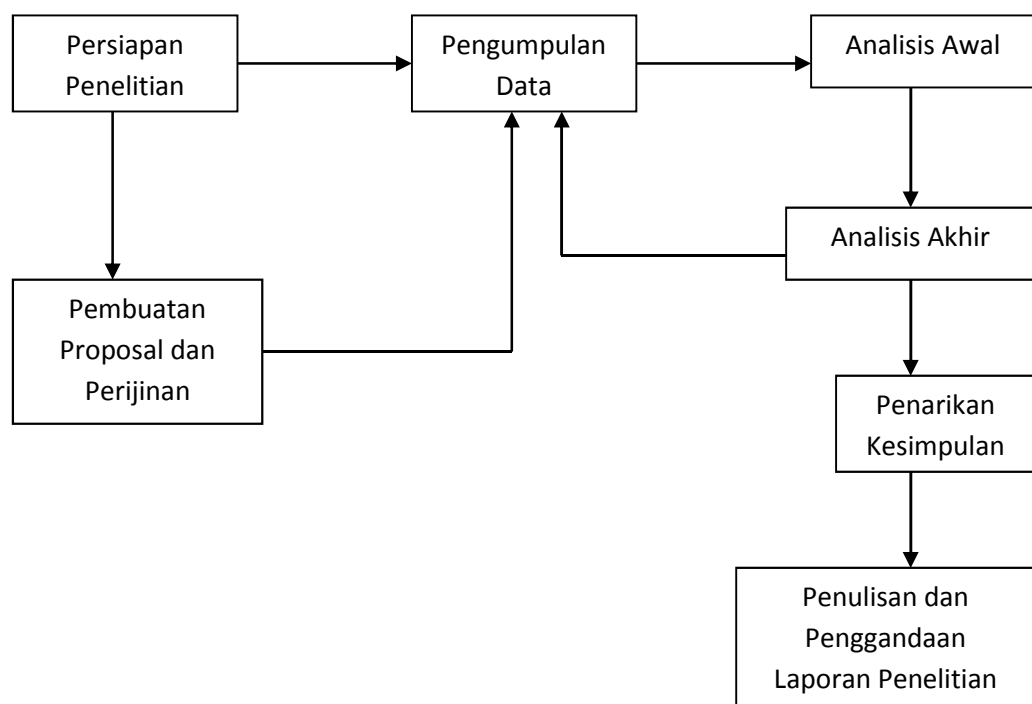 Persiapan
Penelitian
Pengumpulan
Data
Analisis Awal
Analisis Akhir
Pembuatan
Proposal dan
Perijinan
Penarikan
Kesimpulan
Penulisan dan
Penggandaan
Laporan Penelitian